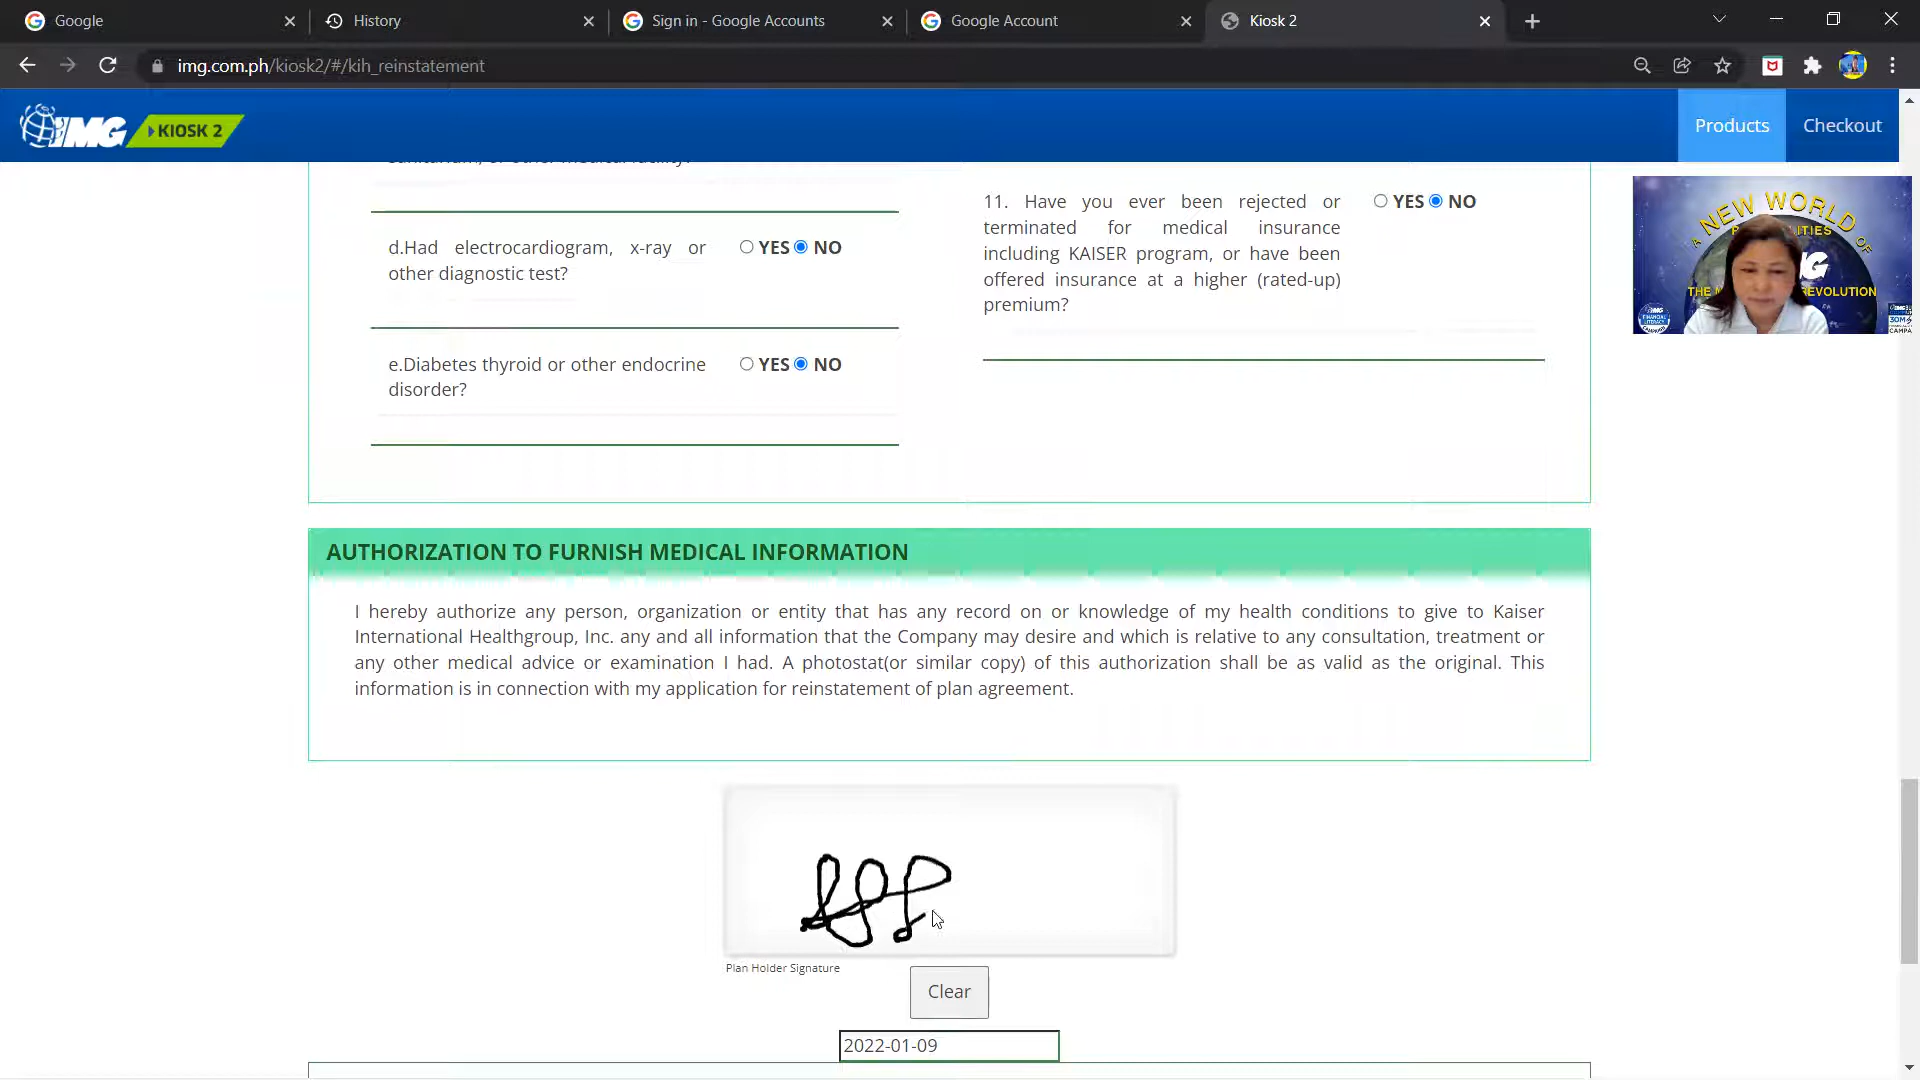 Google
History
Sign in - Google Accounts
Google Account
Kiosk 2
img.com.ph/kiosk2/#/kih_reinstatement
IMG KIOSK 2
Products
Checkout
d.Had electrocardiogram, x-ray or
other diagnostic test?
YES NO
e.Diabetes thyroid or other endocrine
disorder?
YES NO
11. Have you ever been rejected or
terminated for medical insurance
including KAISER program, or have been
offered insurance at a higher (rated-up)
premium?
YES NO
A NEW WORLD OF
AUTHORIZATION TO FURNISH MEDICAL INFORMATION
I hereby authorize any person, organization or entity that has any record on or knowledge of my health conditions to give to Kaiser
International Healthgroup, Inc. any and all information that the Company may desire and which is relative to any consultation, treatment or
any other medical advice or examination I had. A photostat(or similar copy) of this authorization shall be as valid as the original. This
information is in connection with my application for reinstatement of plan agreement.
Plan Holder Signature
Clear
2022-01-09